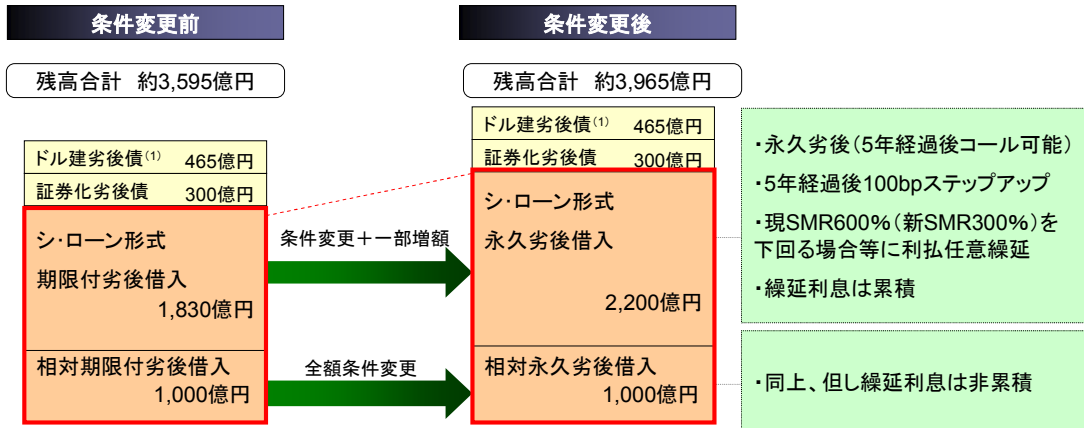 条件変更前
残高合計 約3,595億円
ドル建劣後債(1) 465億円
証券化劣後債 300億円
シ・ローン形式
期限付劣後借入
1,830億円
相対期限付劣後借入
1,000億円
条件変更＋一部増額
全額条件変更
条件変更後
残高合計 約3,965億円
ドル建劣後債(1) 465億円
証券化劣後債 300億円
シ・ローン形式
永久劣後借入
2,200億円
相対永久劣後借入
1,000億円
・永久劣後（5年経過後コール可能）
・5年経過後100bpステップアップ
・現SMR600%（新SMR300%）を
下回る場合等に利払任意繰延
・繰延利息は累積
・同上、但し繰延利息は非累積